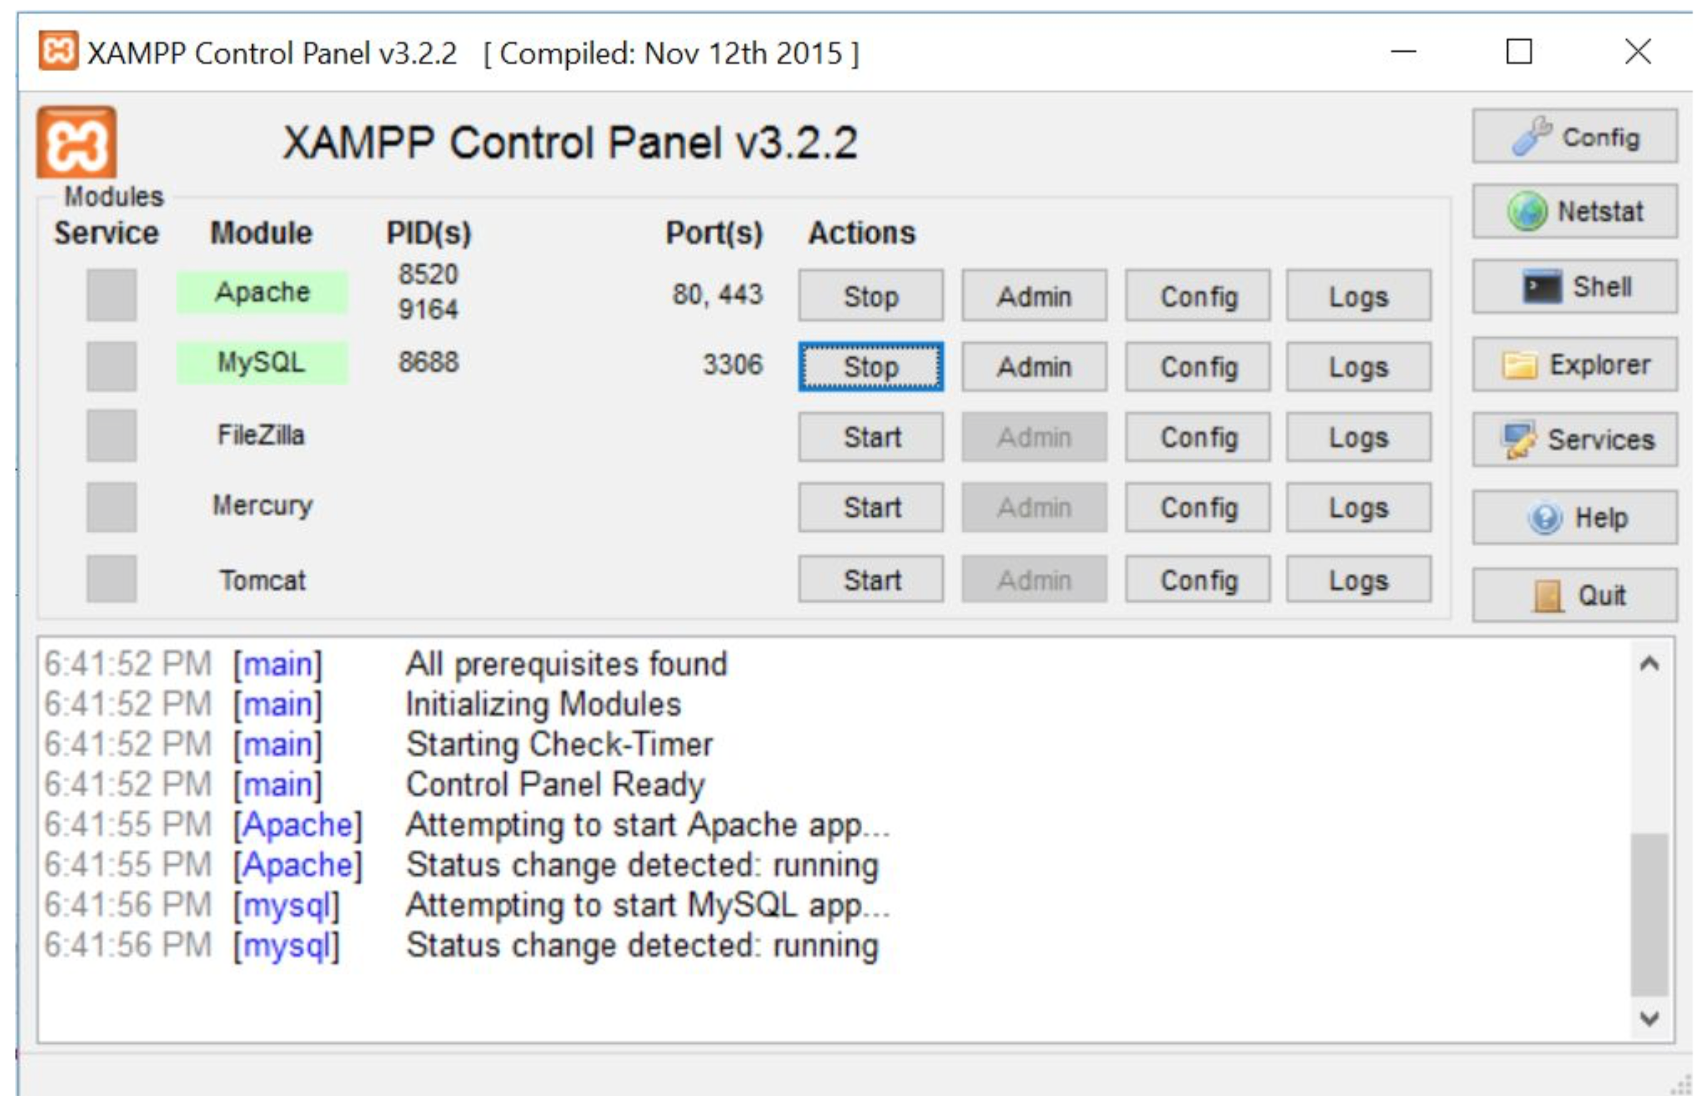 XAMPP Control Panel v3.2.2 [ Compiled: Nov 12th 2015 ]
XAMPP Control Panel v3.2.2
Modules
Service Module PID(s) Port(s) Actions
Apache 8520 9164 80, 443 Stop Admin Config Logs
MySQL 8688 3306 Stop Admin Config Logs
FileZilla Start Admin Config Logs
Mercury Start Admin Config Logs
Tomcat Start Admin Config Logs
Config
Netstat
Shell
Explorer
Services
Help
Quit
6:41:52 PM [main] All prerequisites found
6:41:52 PM [main] Initializing Modules
6:41:52 PM [main] Starting Check-Timer
6:41:52 PM [main] Control Panel Ready
6:41:55 PM [Apache] Attempting to start Apache app...
6:41:55 PM [Apache] Status change detected: running
6:41:56 PM [mysql] Attempting to start MySQL app...
6:41:56 PM [mysql] Status change detected: running